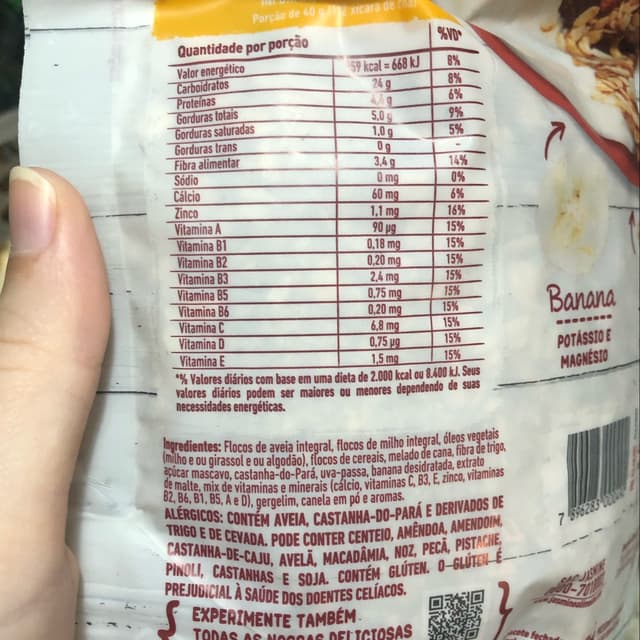 Porção de 40 g xícara de chá)
Quantidade por porção %VD*
Valor energético 59 kcal = 668 kJ 8%
Carboidratos 24 g 8%
Proteínas 6%
Gorduras totais 5,0 g 9%
Gorduras saturadas 1,0 g 5%
Gorduras trans 0 g -
Fibra alimentar 3,4 g 14%
Sódio 0 mg 0%
Cálcio 60 mg 6%
Zinco 1,1 mg 16%
Vitamina A 90 µg 15%
Vitamina B1 0,18 mg 15%
Vitamina B2 0,20 mg 15%
Vitamina B3 2,4 mg 15%
Vitamina B5 0,75 mg 15%
Vitamina B6 0,20 mg 15%
Vitamina C 6,8 mg 15%
Vitamina D 0,75 µg 15%
Vitamina E 1,5 mg 15%
*% Valores diários com base em uma dieta de 2.000 kcal ou 8.400 kJ. Seus
valores diários podem ser maiores ou menores dependendo de suas
necessidades energéticas.
Banana
POTÁSSIO E
MAGNÉSIO
Ingredientes: Flocos de aveia integral, flocos de milho integral, óleos vegetais
(milho e ou girassol e ou algodão), flocos de cereais, melado de cana, fibra de trigo,
açúcar mascavo, castanha-do-Pará, uva-passa, banana desidratada, extrato
de malte, mix de vitaminas e minerais (cálcio, vitaminas C, B3, E, zinco, vitaminas
B2, B6, B1, B5, A e D), gergelim, canela em pó e aromas.
ALÉRGICOS: CONTÉM AVEIA, CASTANHA-DO-PARÁ E DERIVADOS DE
TRIGO E DE CEVADA. PODE CONTER CENTEIO, AMÊNDOA, AMENDOIM,
CASTANHA-DE-CAJU, AVELÃ, MACADÂMIA, NOZ, PECÃ, PISTACHE,
PINOLI, CASTANHAS E SOJA. CONTÉM GLÚTEN. O GLÚTEN É
PREJUDICIAL À SAÚDE DOS DOENTES CELÍACOS.
EXPERIMENTE TAMBÉM
TODAS AS NOSSAS DELICIOSAS